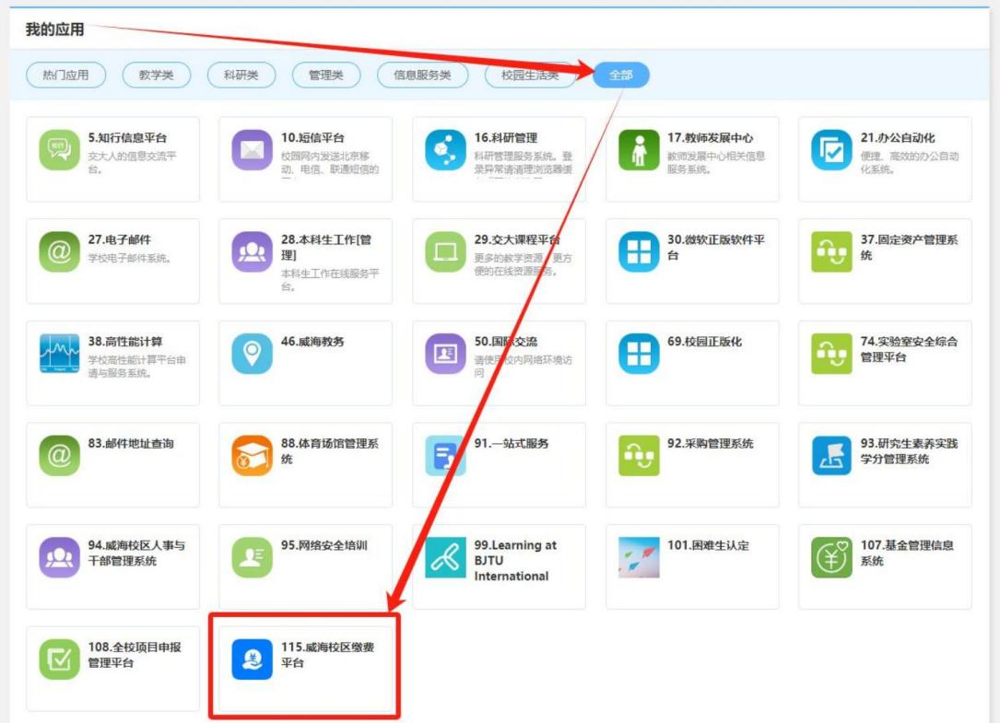 我的应用
热门应用
教学类
科研类
管理类
信息服务类
校园生活类
全部
5.知行信息平台
交大人的信息交流平
台。
10.短信平台
校园网内发送北京移
动、电信、联通短信的
16.科研管理
科研管理服务系统。登
录异常请清理浏览器缓
17.教师发展中心
教师发展中心相关信息
服务系统。
21.办公自动化
便捷、高效的办公自动
化系统。
27.电子邮件
学校电子邮件系统。
28.本科生工作[管
理]
本科生工作在线服务平
台。
29.交大课程平台
更多的教学资源，更方
便的在线资源服务。
30.微软正版软件平
台
37.固定资产管理系
统
38.高性能计算
学校高性能计算平台申
请与服务系统。
46.威海教务
50.国际交流
请使用校内网络环境访
问
69.校园正版化
74.实验室安全综合
管理平台
83.邮件地址查询
88.体育场馆管理系
统
91.一站式服务
92.采购管理系统
93.研究生素养实践
学分管理系统
94.威海校区人事与
干部管理系统
95.网络安全培训
99.Learning at
BJTU
International
101.困难生认定
107.基金管理信息
系统
108.全校项目申报
管理平台
115.威海校区缴费
平台